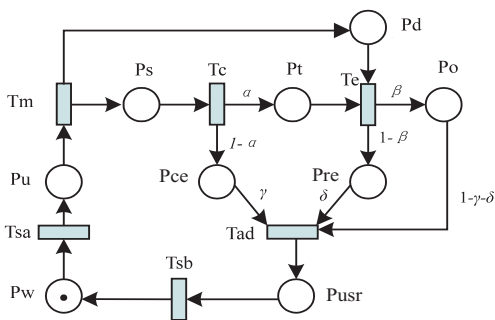 Pd
Ps
Tc
Pt
Te
Po
Tm
α
β
1- α
1- β
Pu
Pce
Pre
γ
δ
1-γ-δ
Tsa
Tad
Tsb
Pw
Pusr